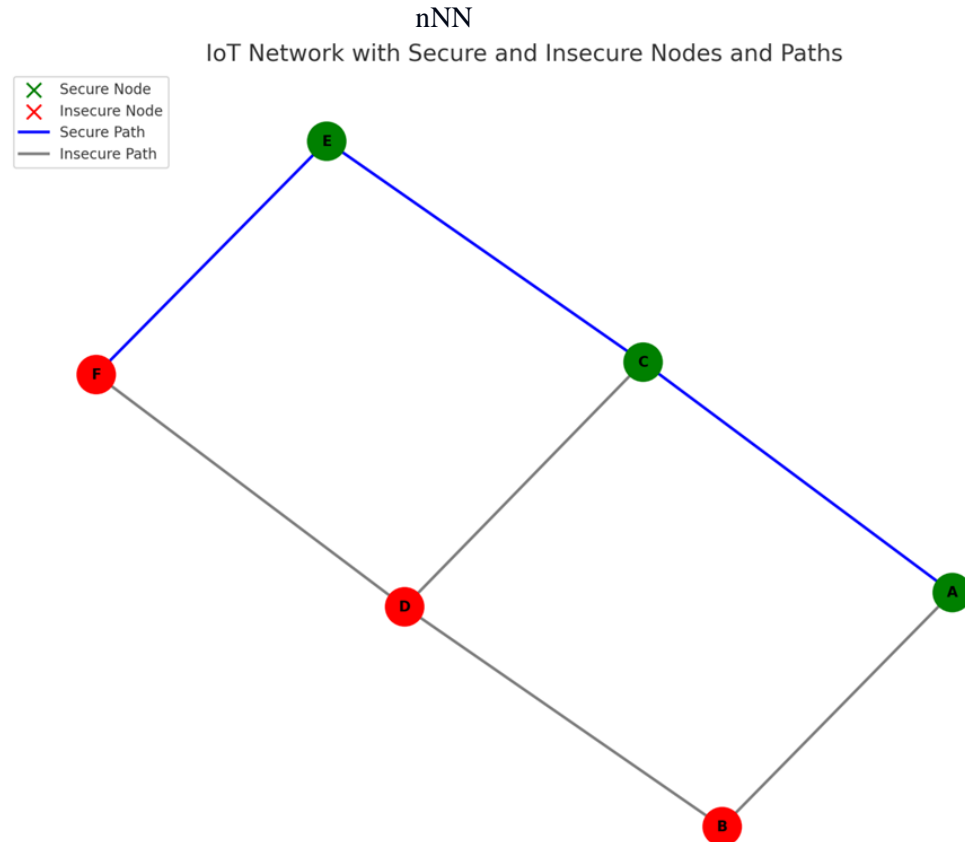 nNN
IoT Network with Secure and Insecure Nodes and Paths
Secure Node
Insecure Node
Secure Path
Insecure Path
E
C
F
A
D
B